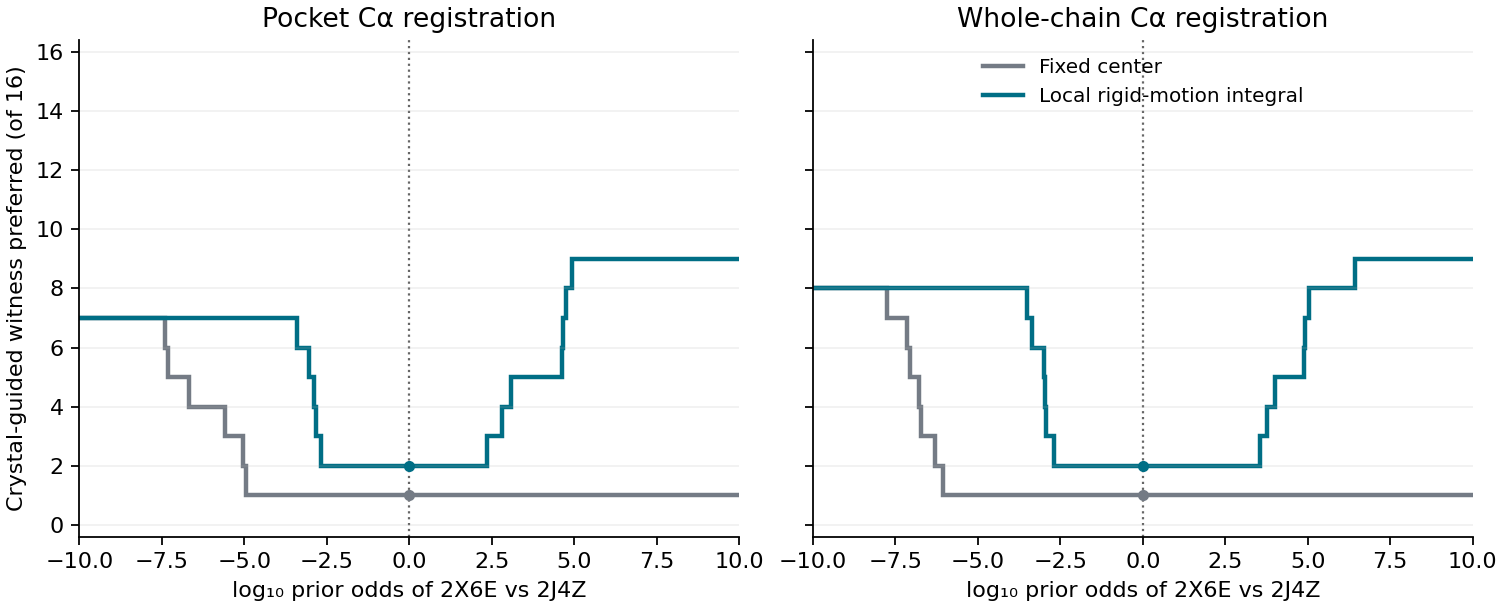 Pocket Cα registration
Whole-chain Cα registration
Crystal-guided witness preferred (of 16)
16
14
12
10
8
6
4
2
0
Fixed center
Local rigid-motion integral
−10.0 −7.5 −5.0 −2.5 0.0 2.5 5.0 7.5 10.0
−10.0 −7.5 −5.0 −2.5 0.0 2.5 5.0 7.5 10.0
log₁₀ prior odds of 2X6E vs 2J4Z
log₁₀ prior odds of 2X6E vs 2J4Z